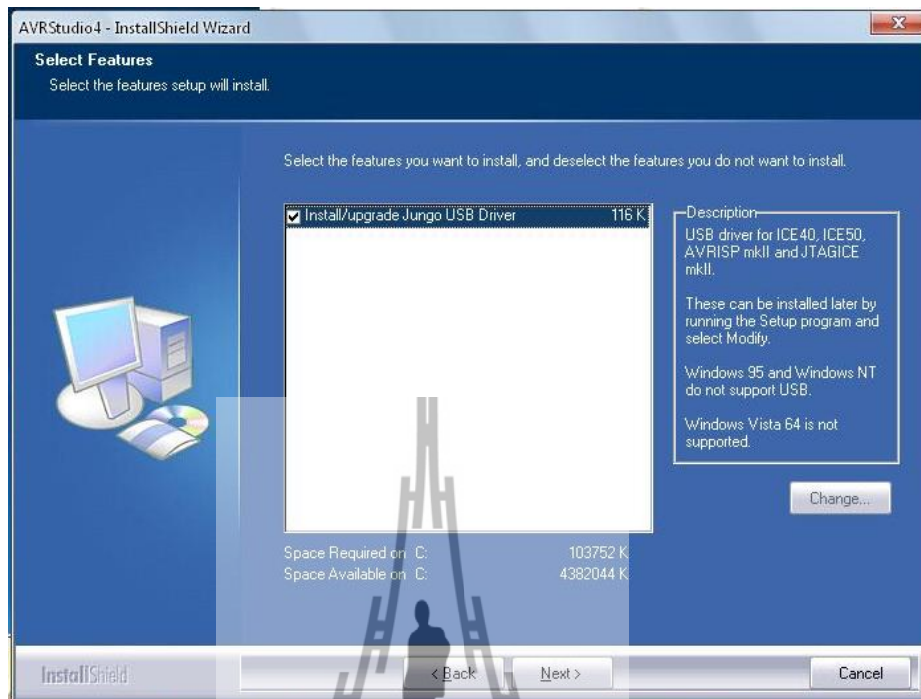 AVRStudio4 - InstallShield Wizard
Select Features
Select the features setup will install.
Select the features you want to install, and deselect the features you do not want to install.
Install/upgrade Jungo USB Driver 116 K
Description
USB driver for ICE40, ICE50,
AVRISP mkII and JTAGICE
mkII.
These can be installed later by
running the Setup program and
select Modify.
Windows 95 and Windows NT
do not support USB.
Windows Vista 64 is not
supported.
Change...
Space Required on C: 103752 K
Space Available on C: 4382044 K
InstallShield
< Back Next > Cancel